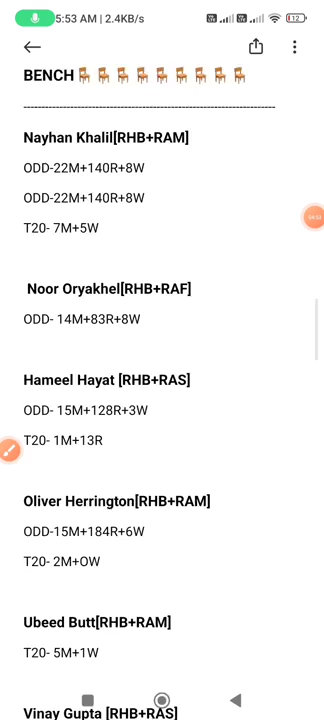 5:53 AM | 2.4KB/s
12
BENCH🪑🪑🪑🪑🪑🪑🪑🪑
----------------------------------------------------------------------
Nayhan Khalil[RHB+RAM]
ODD-22M+140R+8W
ODD-22M+140R+8W
T20- 7M+5W
04:52
Noor Oryakhel[RHB+RAF]
ODD- 14M+83R+8W
Hameel Hayat [RHB+RAS]
ODD- 15M+128R+3W
T20- 1M+13R
Oliver Herrington[RHB+RAM]
ODD-15M+184R+6W
T20- 2M+OW
Ubeed Butt[RHB+RAM]
T20- 5M+1W
Vinay Gupta [RHB+RAS]